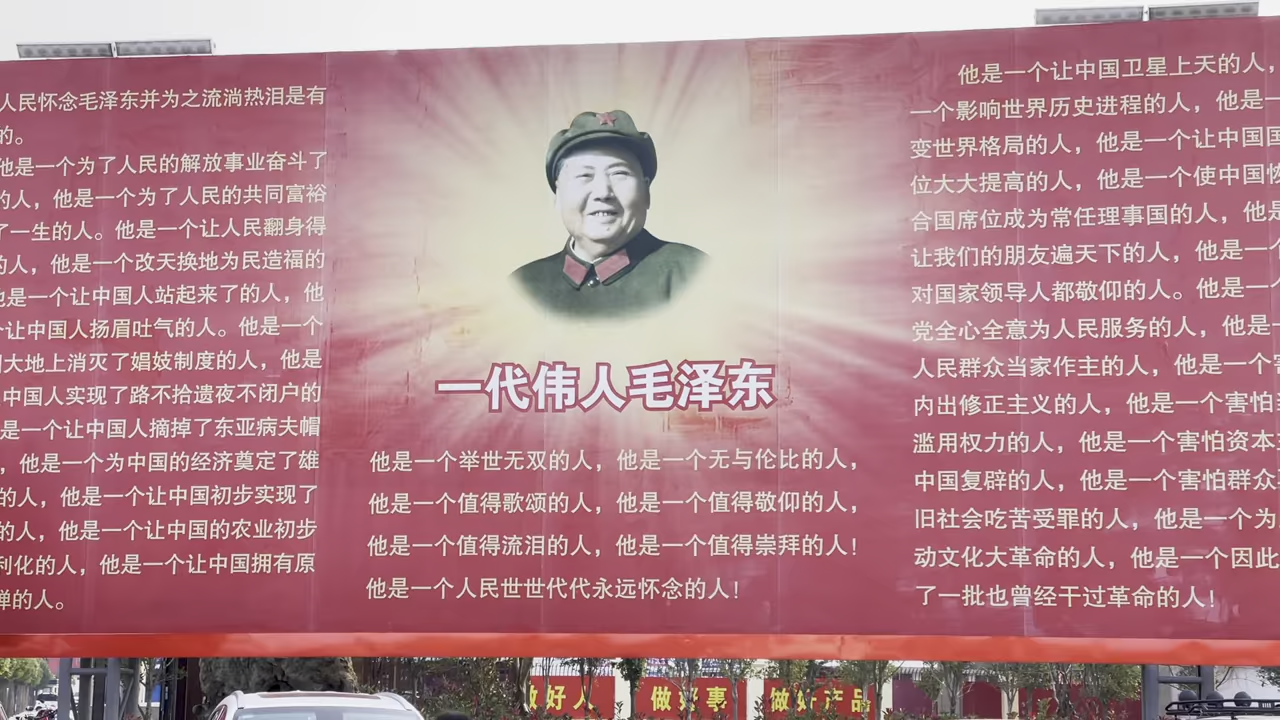 人民怀念毛泽东并为之流淌热泪是有
的。
他是一个为了人民的解放事业奋斗了
的人，他是一个为了人民的共同富裕
了一生的人。他是一个让人民翻身得
的人，他是一个改天换地为民造福的
他是一个让中国人站起来了的人，他
个让中国人扬眉吐气的人。他是一个
大地上消灭了娼妓制度的人，他是
中国人实现了路不拾遗夜不闭户的
是一个让中国人摘掉了东亚病夫帽
，他是一个为中国的经济奠定了雄
的人，他是一个让中国初步实现了
的人，他是一个让中国的农业初步
利化的人，他是一个让中国拥有原
弹的人。
一代伟人毛泽东
他是一个举世无双的人，他是一个无与伦比的人，
他是一个值得歌颂的人，他是一个值得敬仰的人，
他是一个值得流泪的人，他是一个值得崇拜的人！
他是一个人民世世代代永远怀念的人！
他是一个让中国卫星上天的人，
一个影响世界历史进程的人，他是一
变世界格局的人，他是一个让中国国
位大大提高的人，他是一个使中国恢
合国席位成为常任理事国的人，他是
让我们的朋友遍天下的人，他是一个
对国家领导人都敬仰的人。他是一个
党全心全意为人民服务的人，他是一
人民群众当家作主的人，他是一个害
内出修正主义的人，他是一个害怕
滥用权力的人，他是一个害怕资本
中国复辟的人，他是一个害怕群众
旧社会吃苦受罪的人，他是一个为
动文化大革命的人，他是一个因此
了一批也曾经干过革命的人！
做好人
做好事
做好产品